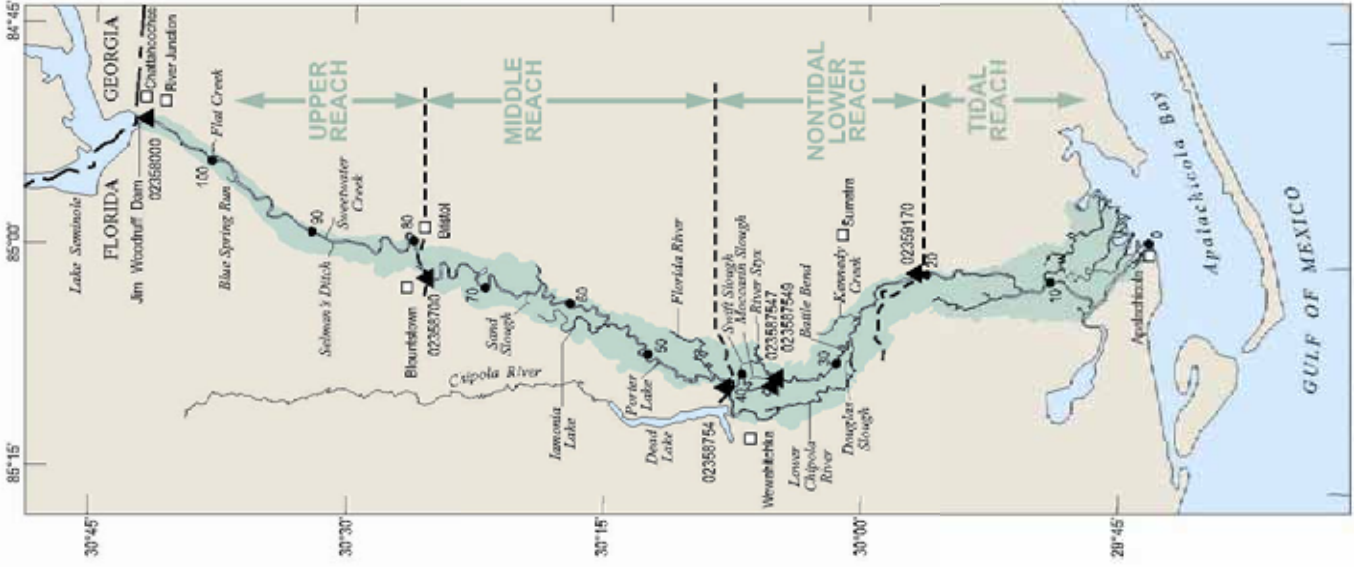 84°45'
85°00'
85°15'
30°45'
30°30'
30°15'
30°00'
29°45'
GEORGIA
FLORIDA
Lake Seminole
Chattahoochee
River Junction
Jim Woodruff Dam
02358000
Flat Creek
100
Blue Spring Run
UPPER
REACH
90
Sweetwater
Creek
Selman's Ditch
80
Bristol
Blountstown
02358700
70
Sand
Slough
MIDDLE
REACH
60
Florida River
Chipola River
Iamonia
Lake
50
Porter
Lake
Dead
Lake
02358754
40
Swift Slough
Moccasin Slough
River Styx
023587547
023587549
Wewahitchka
Battle Bend
Kennedy
Creek
Sumatra
30
Lower
Chipola
River
Douglas
Slough
NONTIDAL
LOWER
REACH
02359170
20
TIDAL
REACH
10
0
Apalachicola
Apalachicola Bay
GULF OF MEXICO